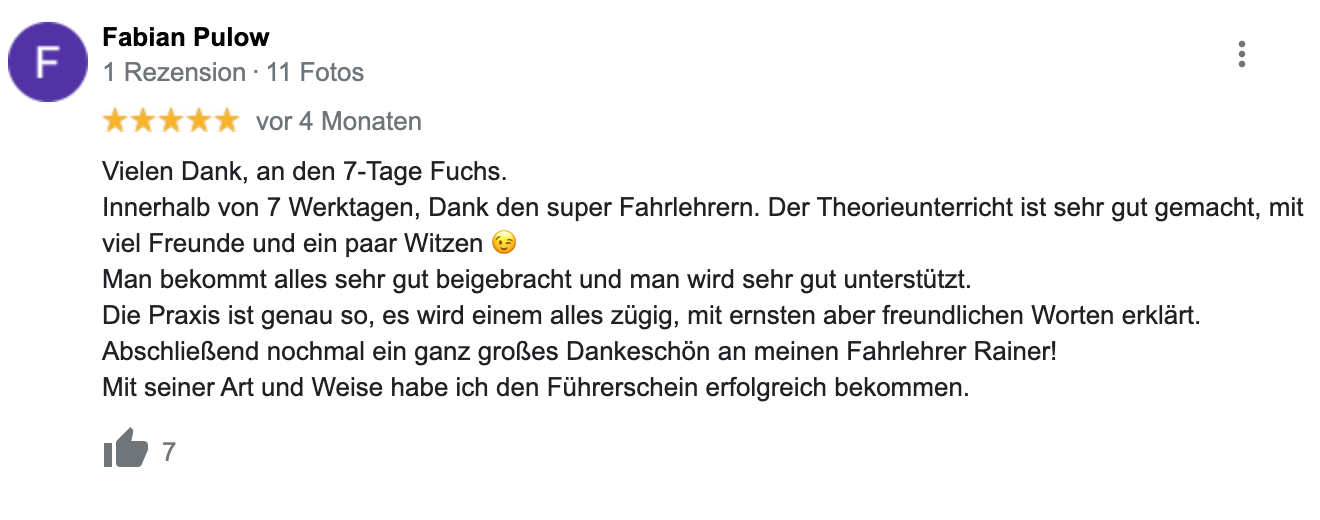 F
Fabian Pulow
1 Rezension · 11 Fotos
vor 4 Monaten
Vielen Dank, an den 7-Tage Fuchs.
Innerhalb von 7 Werktagen, Dank den super Fahrlehrern. Der Theorieunterricht ist sehr gut gemacht, mit
viel Freunde und ein paar Witzen 😉
Man bekommt alles sehr gut beigebracht und man wird sehr gut unterstützt.
Die Praxis ist genau so, es wird einem alles zügig, mit ernsten aber freundlichen Worten erklärt.
Abschließend nochmal ein ganz großes Dankeschön an meinen Fahrlehrer Rainer!
Mit seiner Art und Weise habe ich den Führerschein erfolgreich bekommen.
7